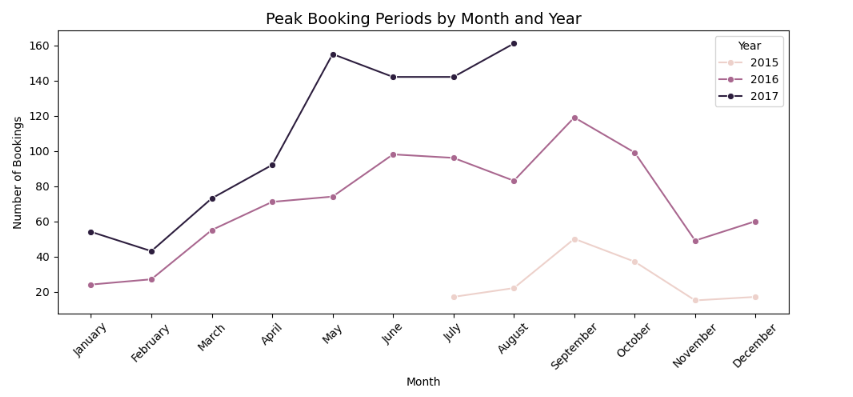 Peak Booking Periods by Month and Year
160
140
120
100
80
60
40
20
Number of Bookings
Year
2015
2016
2017
January
February
March
April
May
June
July
August
September
October
November
December
Month